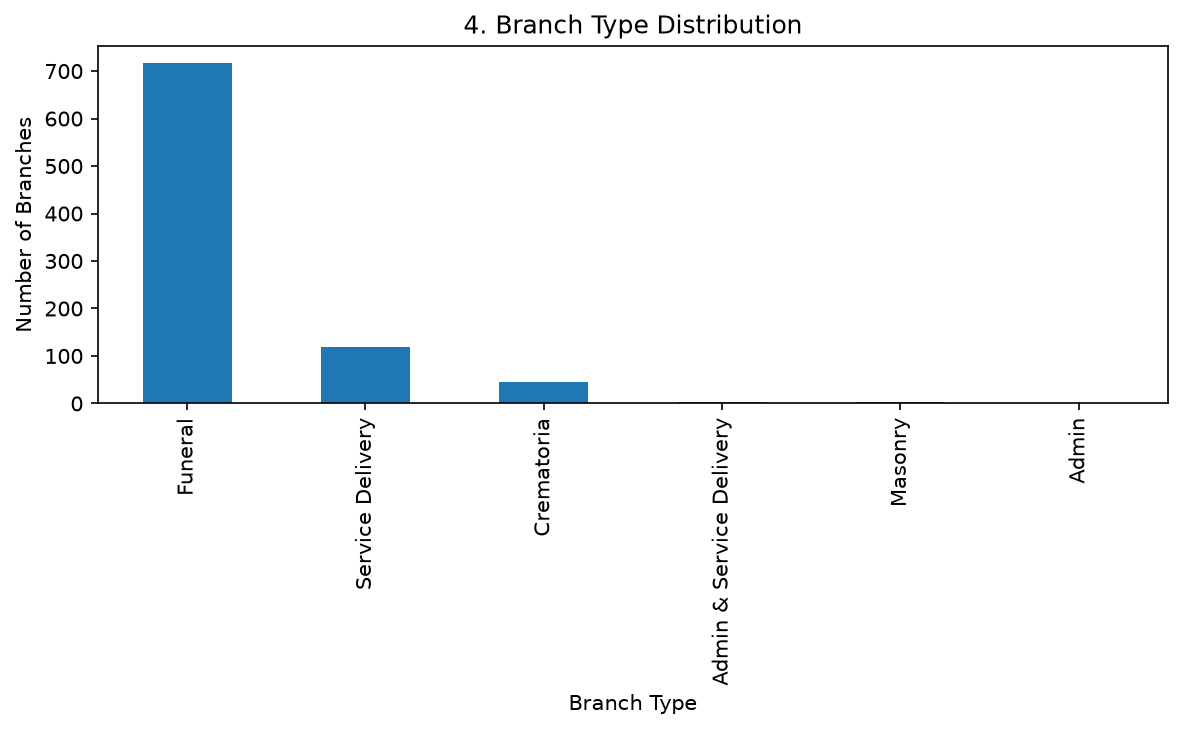 4. Branch Type Distribution
Number of Branches
700
600
500
400
300
200
100
0
Funeral
Service Delivery
Crematoria
Admin & Service Delivery
Masonry
Admin
Branch Type